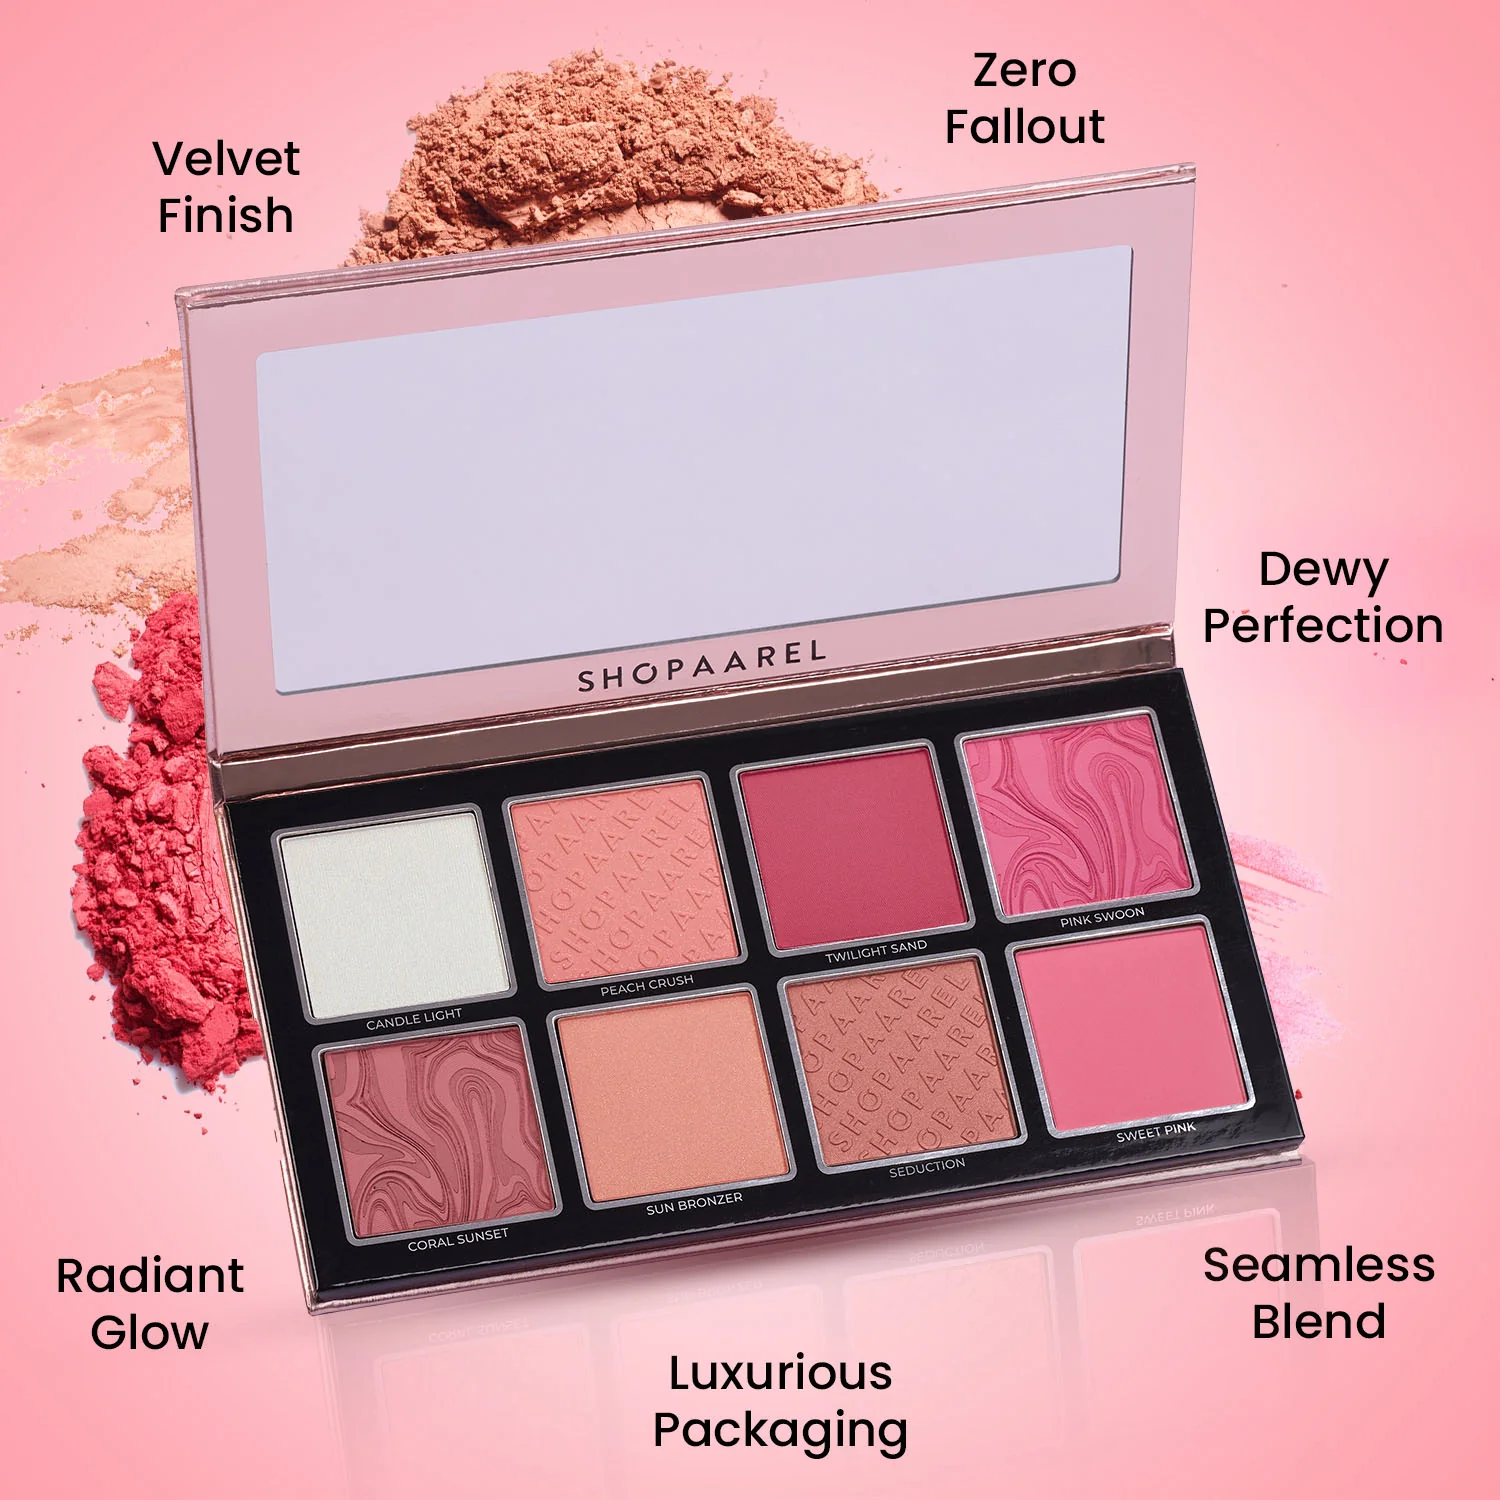 Zero
Fallout
Velvet
Finish
Dewy
Perfection
SHOPAAREL
CANDLE LIGHT
PEACH CRUSH
TWILIGHT SAND
PINK SWOON
CORAL SUNSET
SUN BRONZER
SEDUCTION
SWEET PINK
Radiant
Glow
Seamless
Blend
Luxurious
Packaging